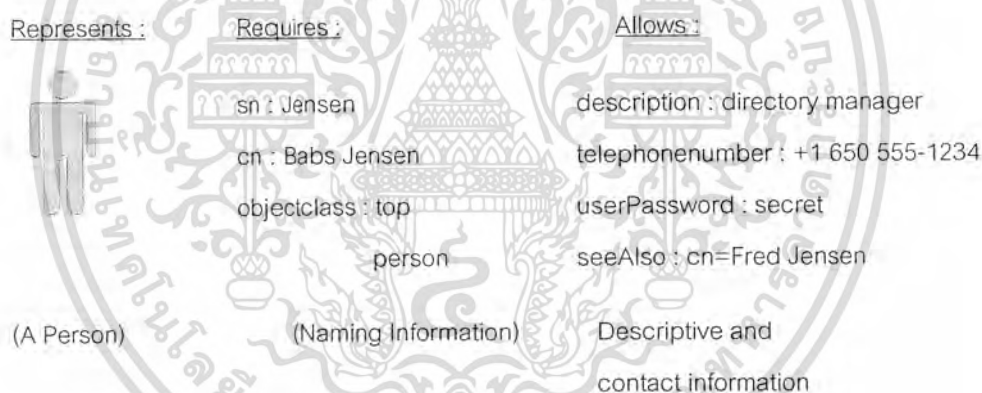 Represents :
Requires :
Allows :
sn : Jensen
description : directory manager
cn : Babs Jensen
telephonenumber : +1 650 555-1234
objectclass : top
userPassword : secret
person
seeAlso : cn=Fred Jensen
(A Person)
(Naming Information)
Descriptive and
contact information